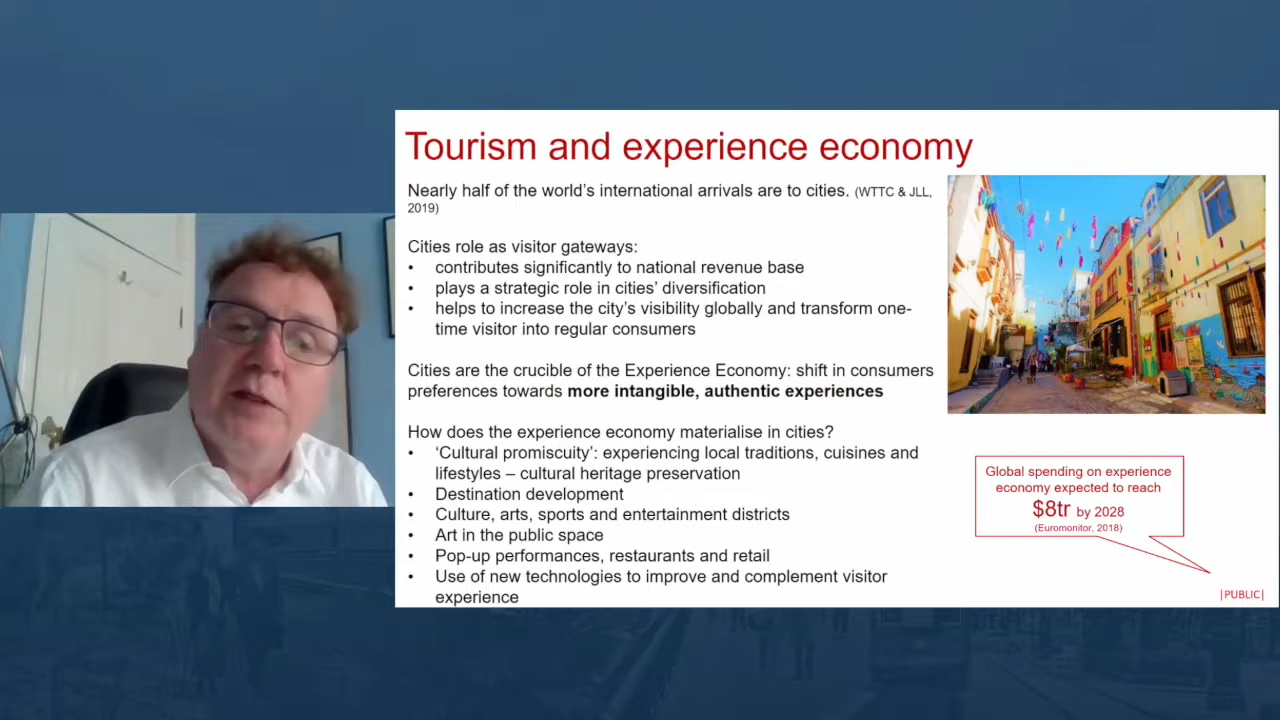 Tourism and experience economy
Nearly half of the world's international arrivals are to cities. (WTTC & JLL,
2019)
Cities role as visitor gateways:
• contributes significantly to national revenue base
• plays a strategic role in cities' diversification
• helps to increase the city's visibility globally and transform one-
time visitor into regular consumers
Cities are the crucible of the Experience Economy: shift in consumers
preferences towards more intangible, authentic experiences
How does the experience economy materialise in cities?
• ‘Cultural promiscuity’: experiencing local traditions, cuisines and
lifestyles – cultural heritage preservation
• Destination development
• Culture, arts, sports and entertainment districts
• Art in the public space
• Pop-up performances, restaurants and retail
• Use of new technologies to improve and complement visitor
experience
Global spending on experience
economy expected to reach
$8tr by 2028
(Euromonitor, 2018)
|PUBLIC|